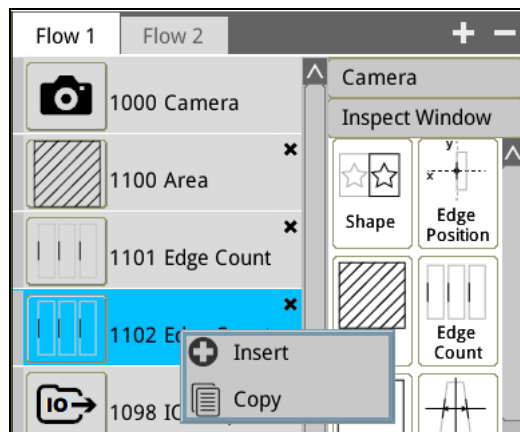 Flow 1
Flow 2
+ −
1000 Camera
1100 Area
1101 Edge Count
1102
1098
Insert
Copy
Camera
Inspect Window
Shape
y
x
Edge
Position
Edge
Count
IO